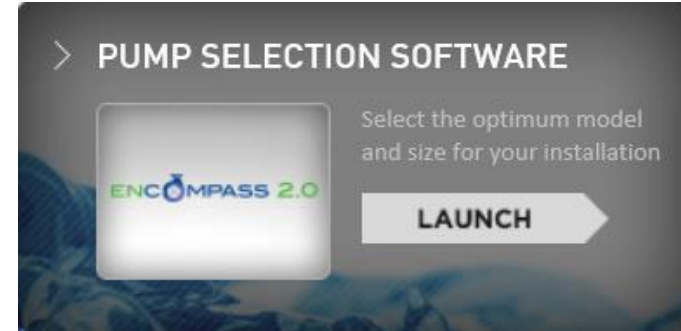 > PUMP SELECTION SOFTWARE
ENCOMPASS 2.0
Select the optimum model
and size for your installation
LAUNCH